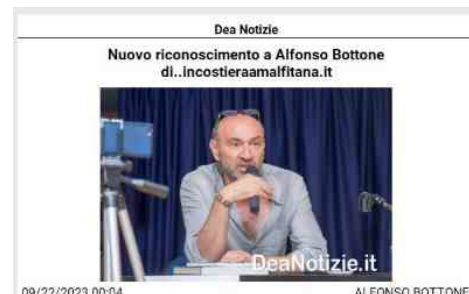 Dea Notizie
Nuovo riconoscimento a Alfonso Bottone
di..incostieraamalfitana.it
DeaNotizie.it
09/22/2023 00:04 ALFONSO BOTTONE